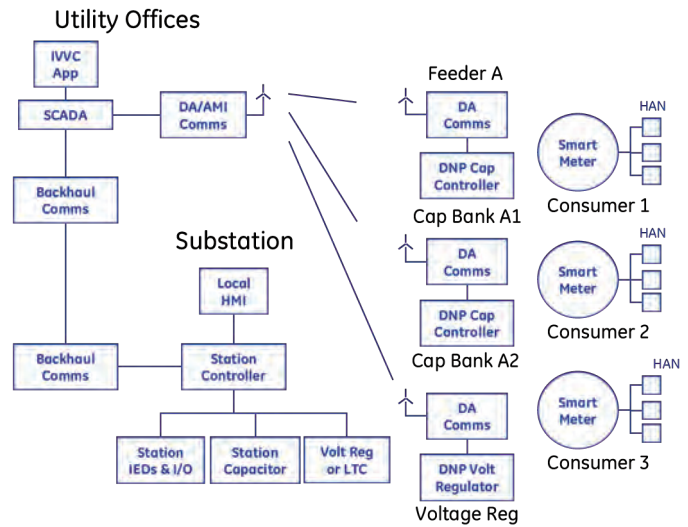 Utility Offices
IVVC
App
SCADA
DA/AMI
Comms
Backhaul
Comms
Substation
Local
HMI
Backhaul
Comms
Station
Controller
Station
IEDs & I/O
Station
Capacitor
Volt Reg
or LTC
Feeder A
DA
Comms
DNP Cap
Controller
Cap Bank A1
Smart
Meter
HAN
Consumer 1
DA
Comms
DNP Cap
Controller
Cap Bank A2
Smart
Meter
HAN
Consumer 2
DA
Comms
DNP Volt
Regulator
Voltage Reg
Smart
Meter
HAN
Consumer 3